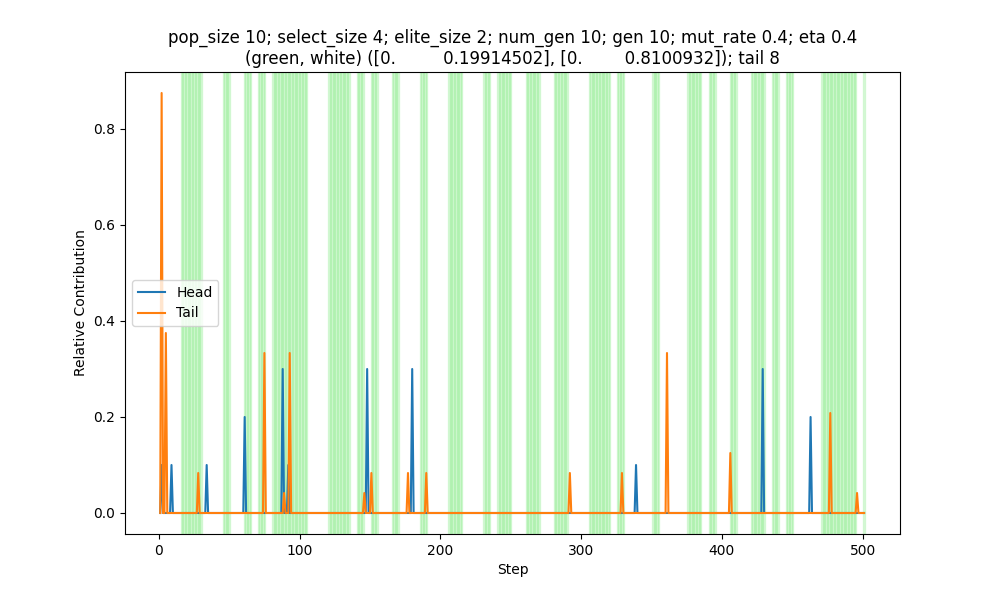 pop_size 10; select_size 4; elite_size 2; num_gen 10; gen 10; mut_rate 0.4; eta 0.4
(green, white) ([0.         0.19914502], [0.        0.8100932]); tail 8
0.8
0.6
0.4
0.2
0.0
Relative Contribution
Head
Tail
0 100 200 300 400 500
Step